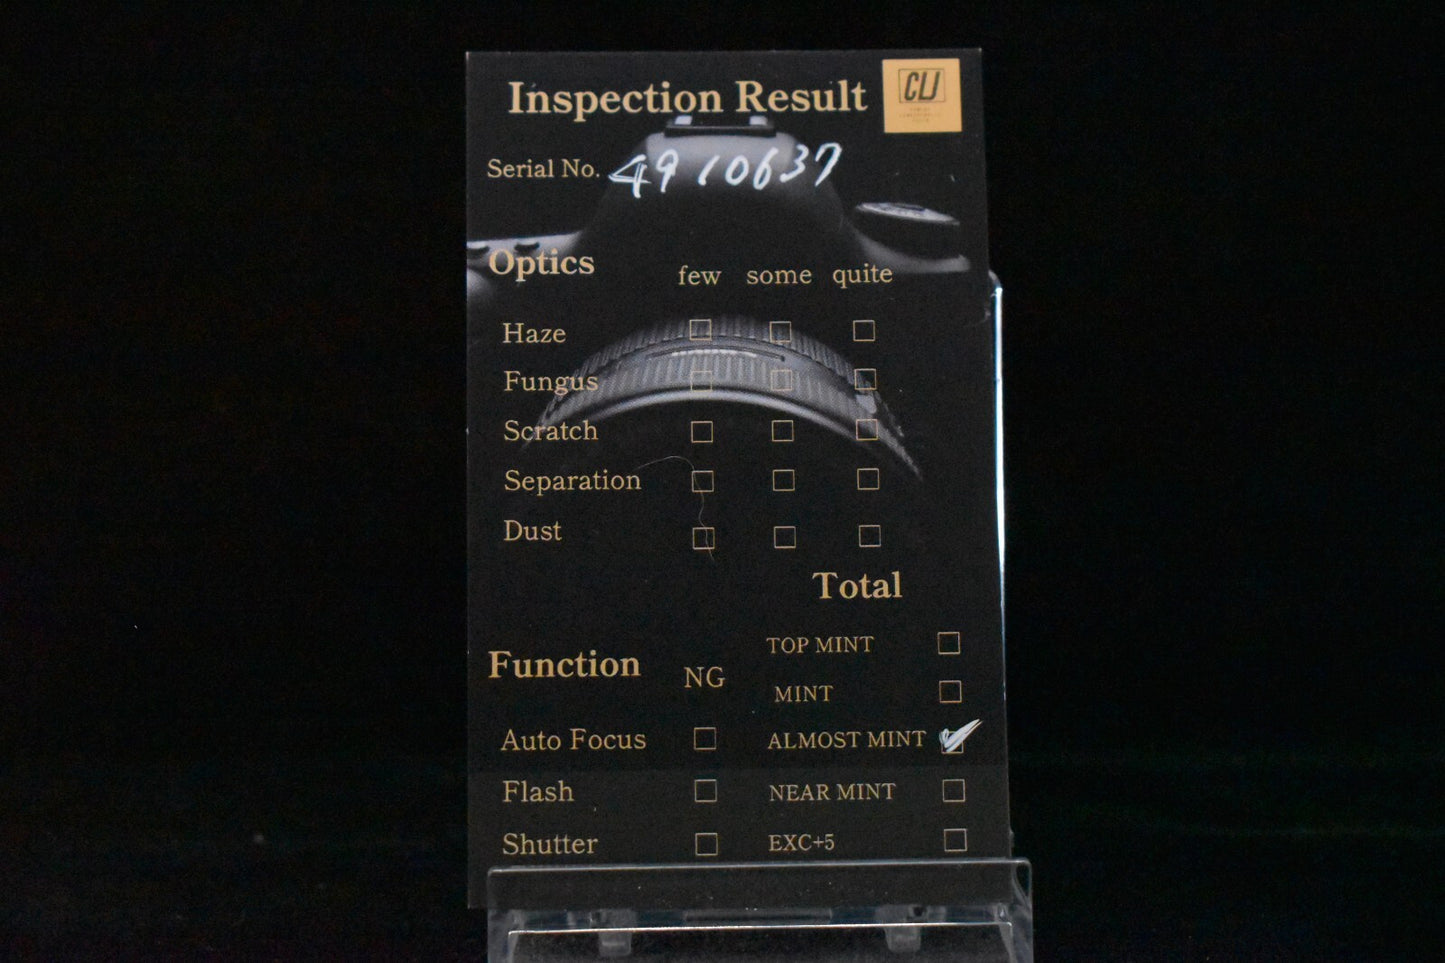 Inspection Result
CLJ
Serial No. 4910637
Optics few some quite
Haze
Fungus
Scratch
Separation
Dust
Total
TOP MINT
Function NG
MINT
Auto Focus ALMOST MINT
Flash NEAR MINT
Shutter EXC+5